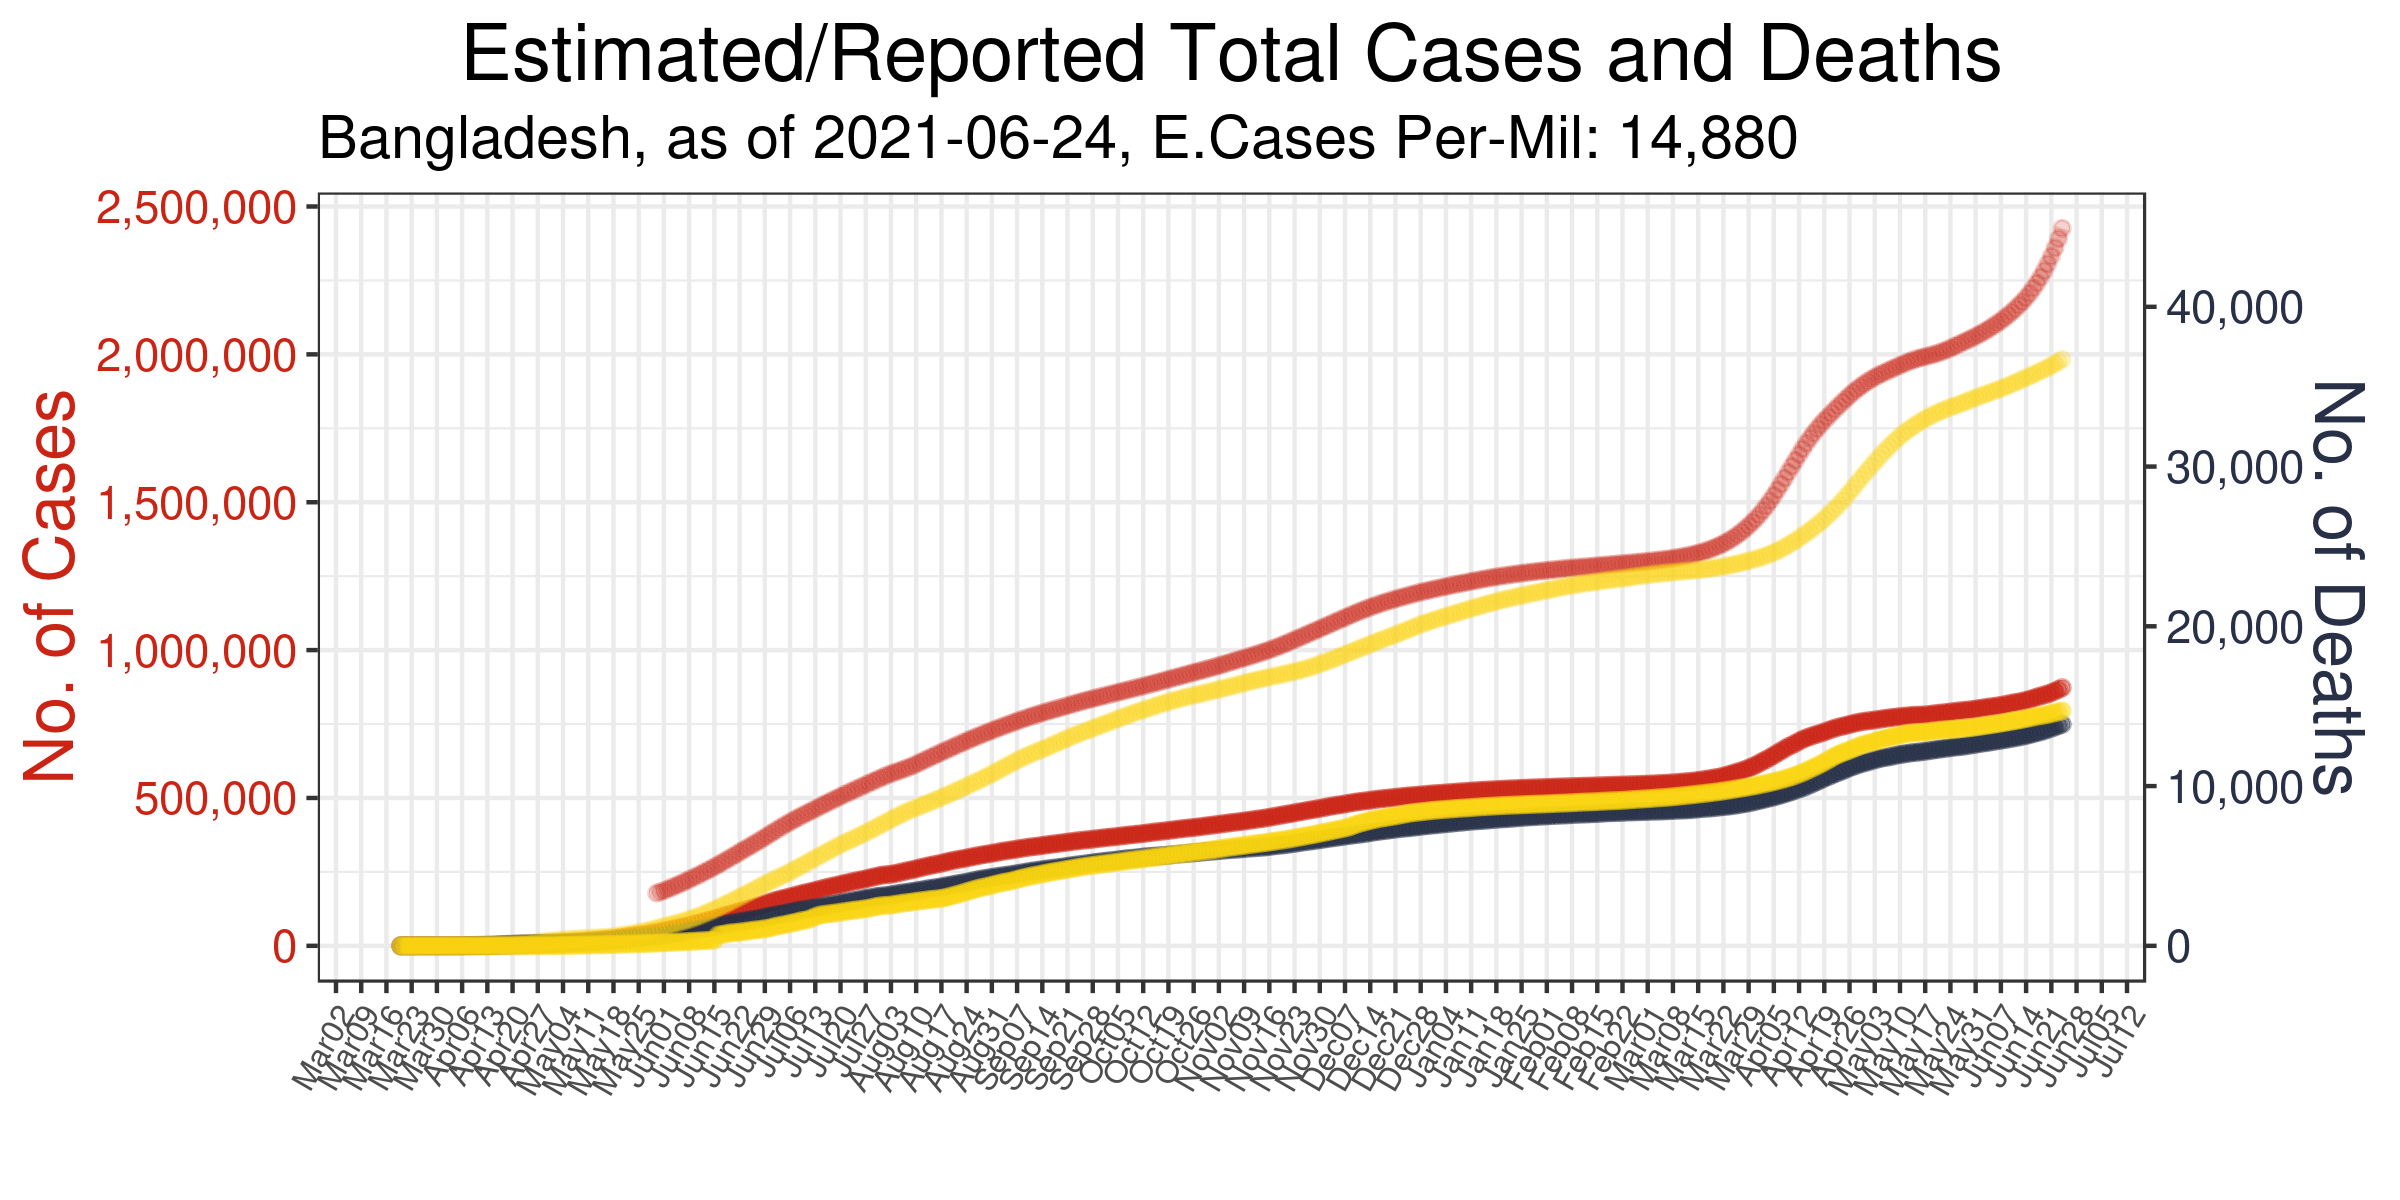 Estimated/Reported Total Cases and Deaths
Bangladesh, as of 2021-06-24, E.Cases Per-Mil: 14,880
No. of Cases
2,500,000
2,000,000
1,500,000
1,000,000
500,000
0
40,000
30,000
20,000
10,000
0
No. of Deaths
Mar02
Mar09
Mar16
Mar23
Mar30
Apr06
Apr13
Apr20
Apr27
May04
May11
May18
May25
Jun01
Jun08
Jun15
Jun22
Jun29
Jul06
Jul13
Jul20
Jul27
Aug03
Aug10
Aug17
Aug24
Aug31
Sep07
Sep14
Sep21
Sep28
Oct05
Oct12
Oct19
Oct26
Nov02
Nov09
Nov16
Nov23
Nov30
Dec07
Dec14
Dec21
Dec28
Jan04
Jan11
Jan18
Jan25
Feb01
Feb08
Feb15
Feb22
Mar01
Mar08
Mar15
Mar22
Mar29
Apr05
Apr12
Apr19
Apr26
May03
May10
May17
May24
May31
Jun07
Jun14
Jun21
Jun28
Jul05
Jul12